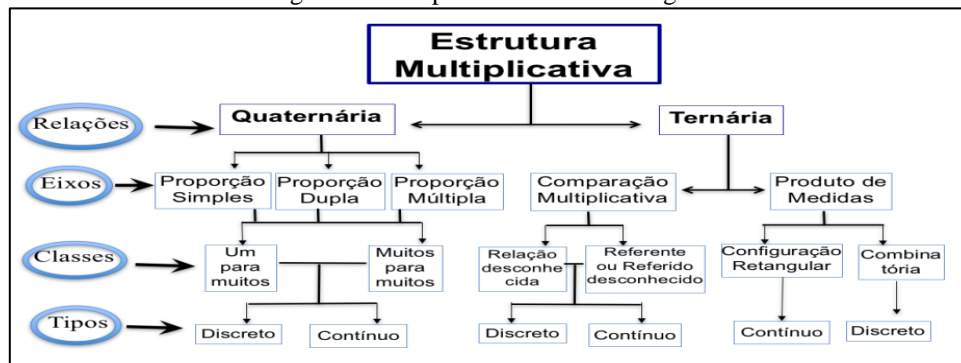 Estrutura
Multiplicativa
Relações
Quaternária
Ternária
Eixos
Proporção
Simples
Proporção
Dupla
Proporção
Múltipla
Comparação
Multiplicativa
Produto de
Medidas
Classes
Um
para
muitos
Muitos
para
muitos
Relação
desconhe
cida
Referente
ou Referido
desconhecido
Configuração
Retangular
Combina
tória
Tipos
Discreto
Contínuo
Discreto
Contínuo
Contínuo
Discreto